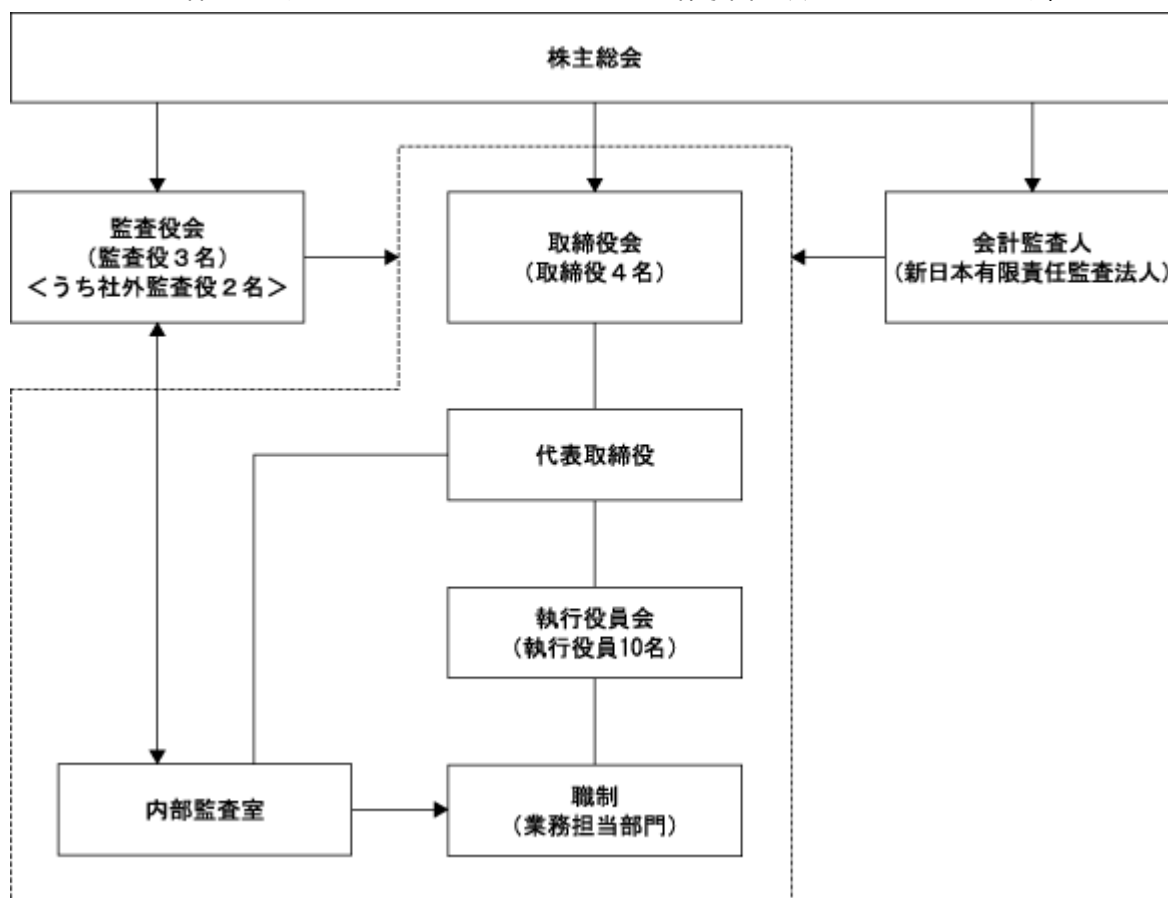 株主総会
監査役会
(監査役3名)
＜うち社外監査役2名＞
取締役会
(取締役4名)
会計監査人
(新日本有限責任監査法人)
代表取締役
執行役員会
(執行役員10名)
内部監査室
職制
(業務担当部門)